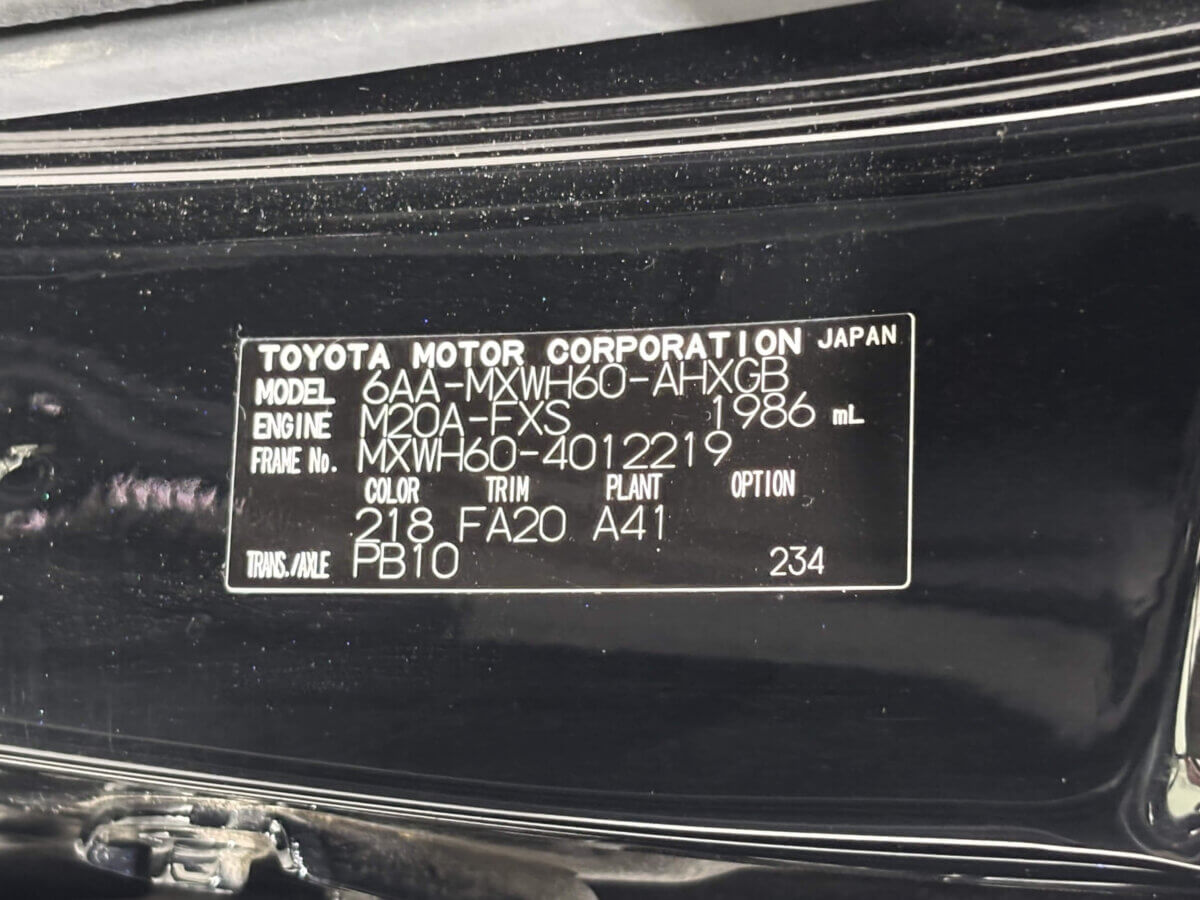 TOYOTA MOTOR CORPORATION JAPAN
MODEL 6AA-MXWH60-AHXGB
ENGINE M20A-FXS 1986 mL
FRAME No. MXWH60-4012219
COLOR TRIM PLANT OPTION
218 FA20 A41
TRANS./AXLE PB10 234